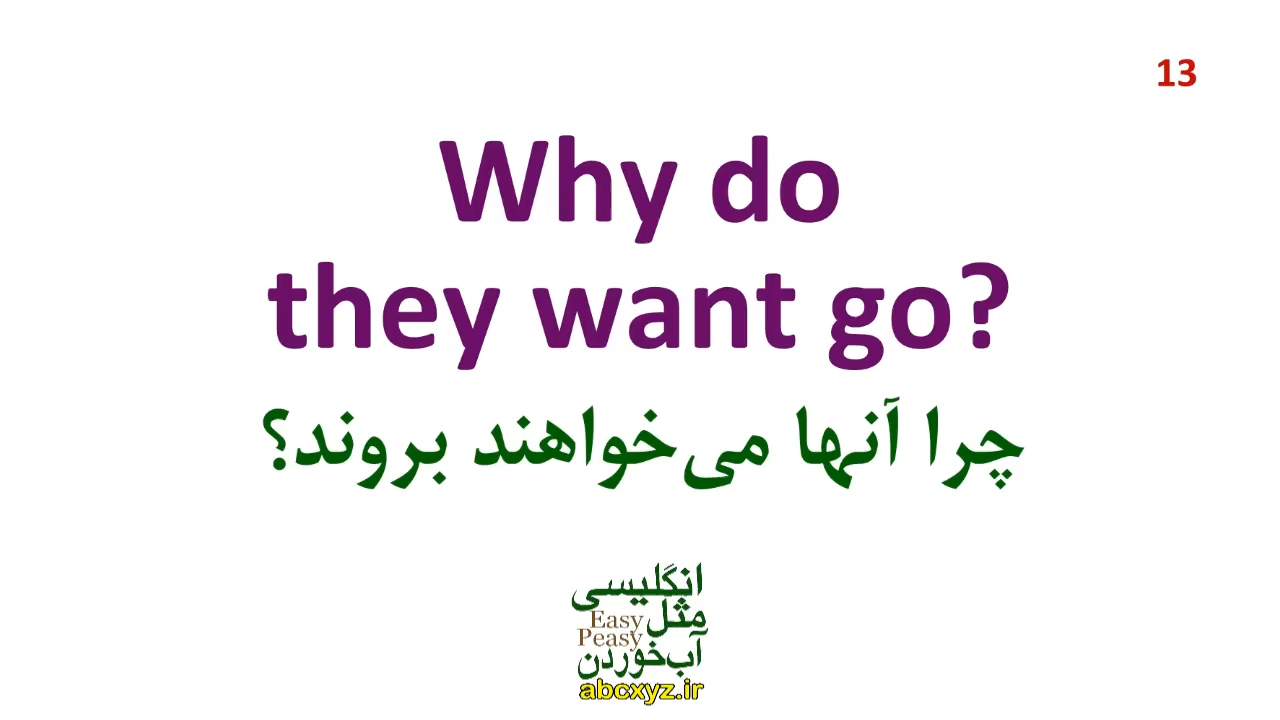 13
Why do
they want go?
چرا آنها می‌خواهند بروند؟
انگلیسی
مثل Easy
Peasy
آب‌خوردن
abcxyz.ir